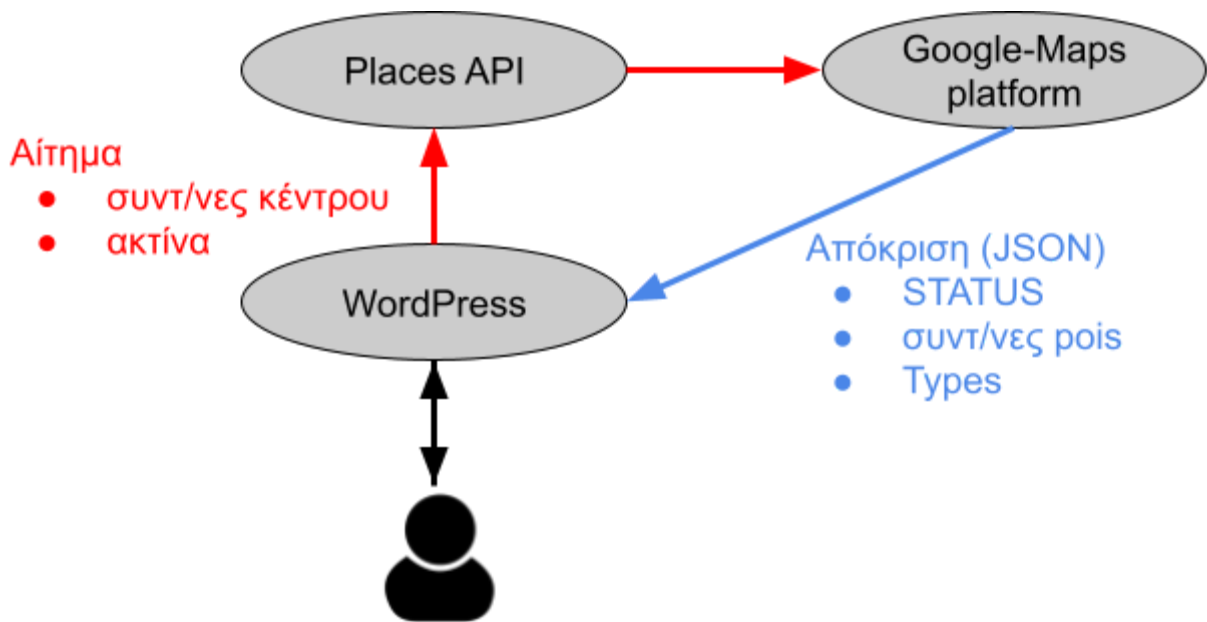 Places API
Google-Maps
platform
Αίτημα
● συντ/νες κέντρου
● ακτίνα
WordPress
Απόκριση (JSON)
● STATUS
● συντ/νες pois
● Types